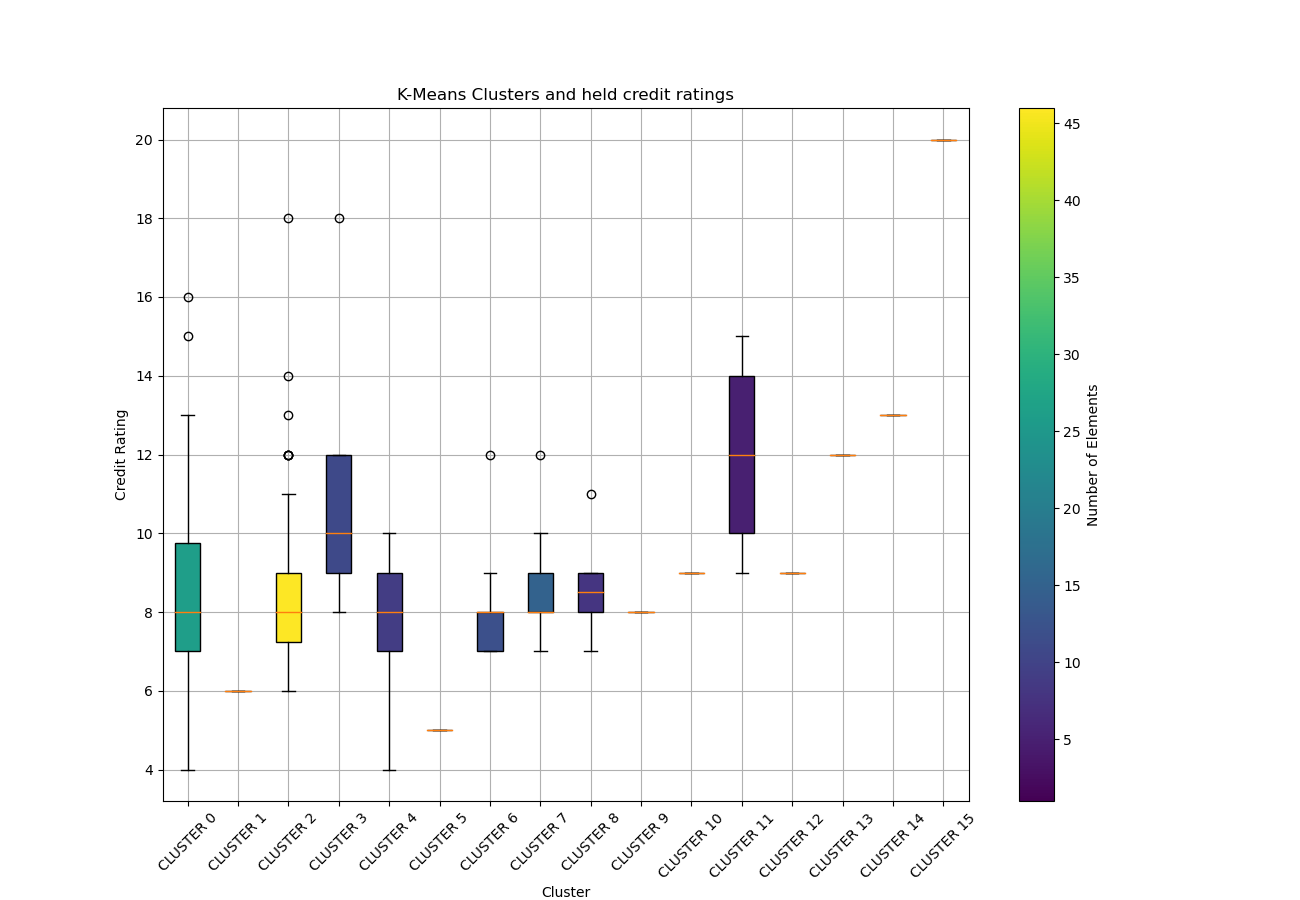 K-Means Clusters and held credit ratings
Credit Rating
20
18
16
14
12
10
8
6
4
CLUSTER 0
CLUSTER 1
CLUSTER 2
CLUSTER 3
CLUSTER 4
CLUSTER 5
CLUSTER 6
CLUSTER 7
CLUSTER 8
CLUSTER 9
CLUSTER 10
CLUSTER 11
CLUSTER 12
CLUSTER 13
CLUSTER 14
CLUSTER 15
Cluster
45
40
35
30
25
20
15
10
5
Number of Elements